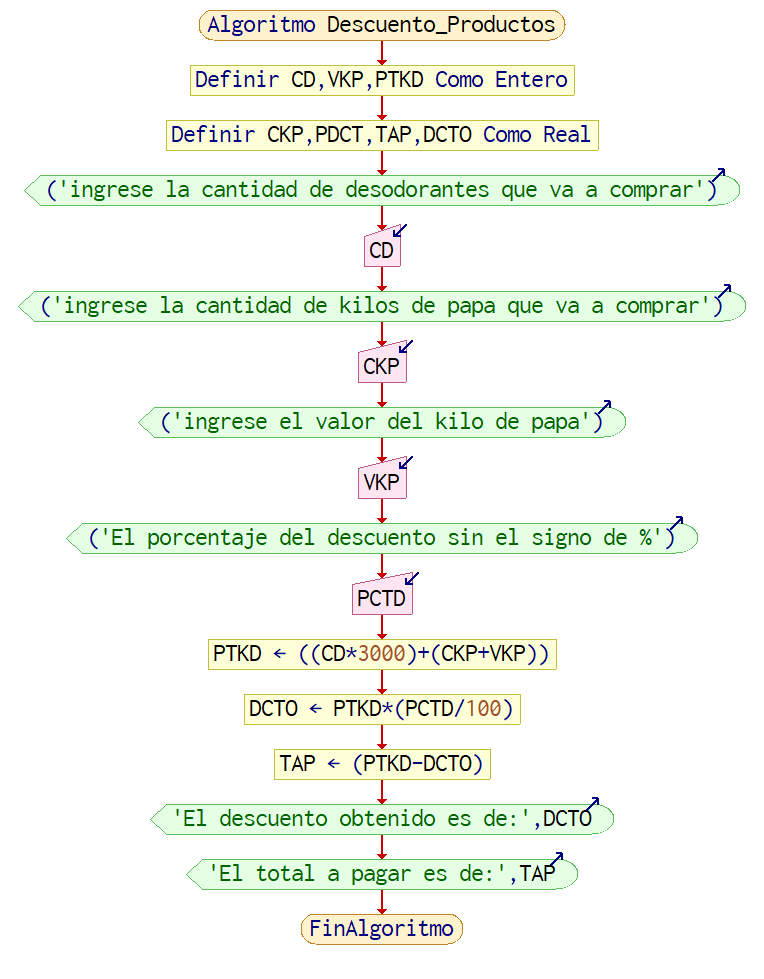 Algoritmo Descuento_Productos
Definir CD,VKP,PTKD Como Entero
Definir CKP,PDCT,TAP,DCTO Como Real
('ingrese la cantidad de desodorantes que va a comprar')
CD
('ingrese la cantidad de kilos de papa que va a comprar')
CKP
('ingrese el valor del kilo de papa')
VKP
('El porcentaje del descuento sin el signo de %')
PCTD
PTKD ← ((CD*3000)+(CKP+VKP))
DCTO ← PTKD*(PCTD/100)
TAP ← (PTKD-DCTO)
'El descuento obtenido es de:',DCTO
'El total a pagar es de:',TAP
FinAlgoritmo